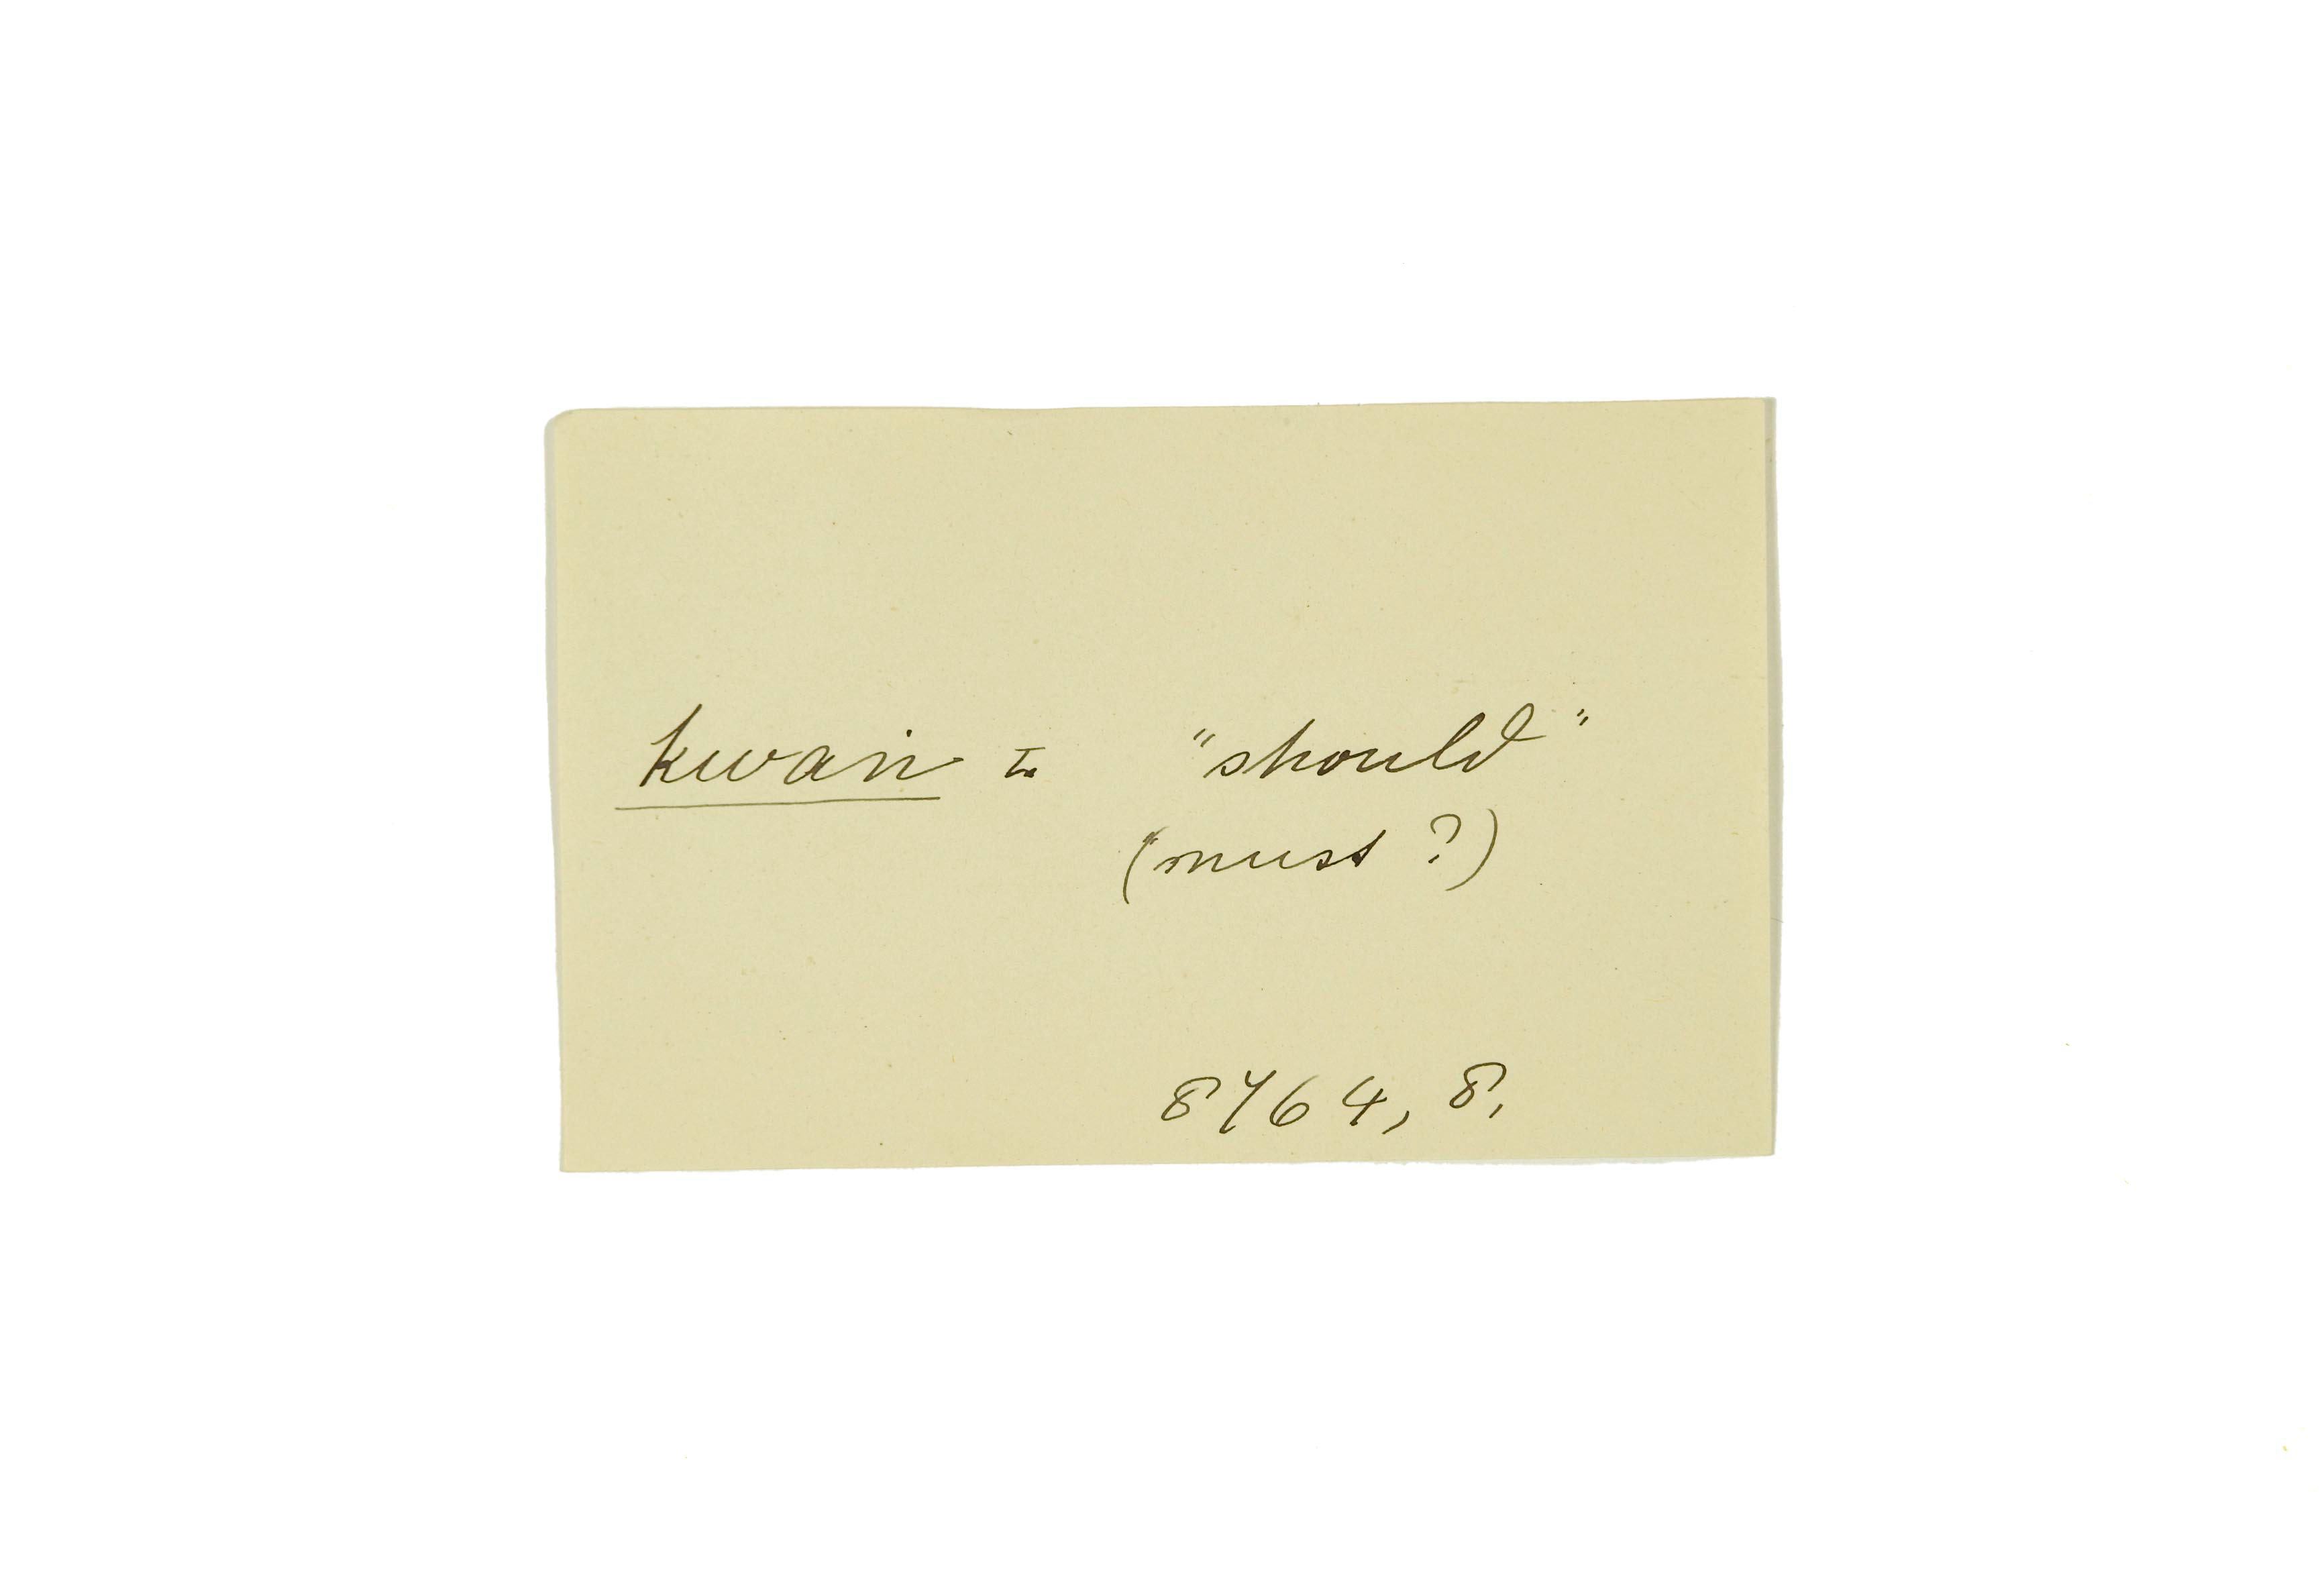 kwan = "should"
(must ?)
8764, 8.